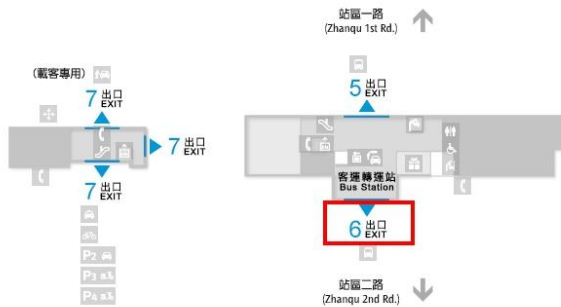 站區一路
(Zhanqu 1st Rd.)
(載客專用)
7 出口 EXIT
5 出口 EXIT
7 出口 EXIT
7 出口 EXIT
客運轉運站
Bus Station
6 出口 EXIT
P2
P3
P4
站區二路
(Zhanqu 2nd Rd.)